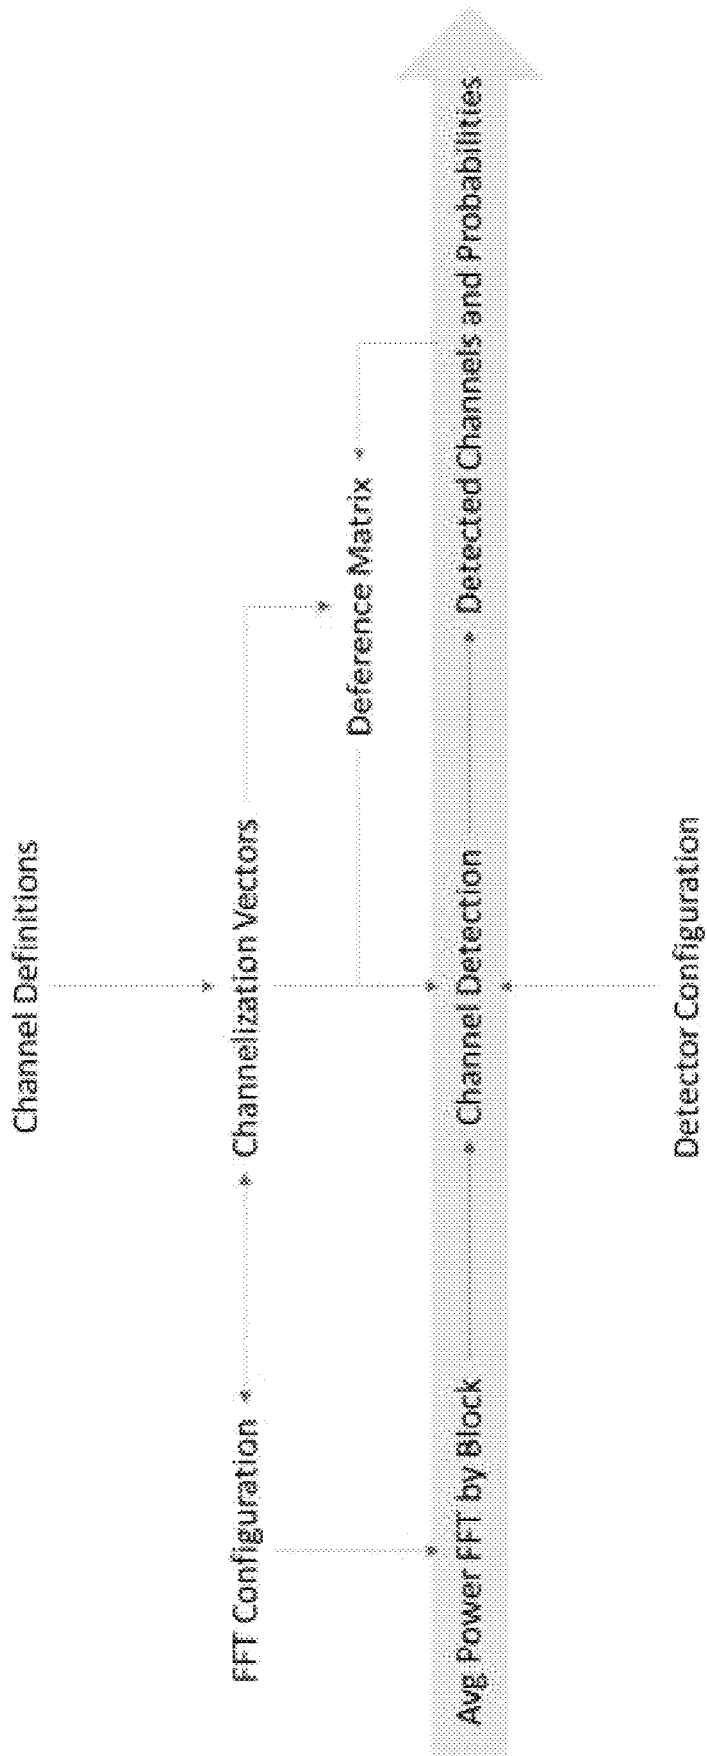 Channel Definitions
FFT Configuration
Channelization Vectors
Deference Matrix
Avg Power FFT by Block
Channel Detection
Detected Channels and Probabilities
Detector Configuration